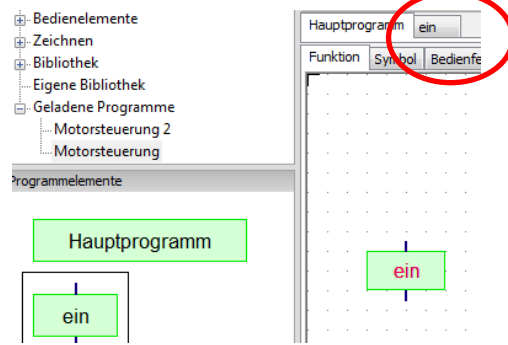 Bedienelemente
Zeichnen
Bibliothek
Eigene Bibliothek
Geladene Programme
Motorsteuerung 2
Motorsteuerung
Programmelemente
Hauptprogramm
ein
Hauptprogramm ein
Funktion Symbol Bedienfe
ein